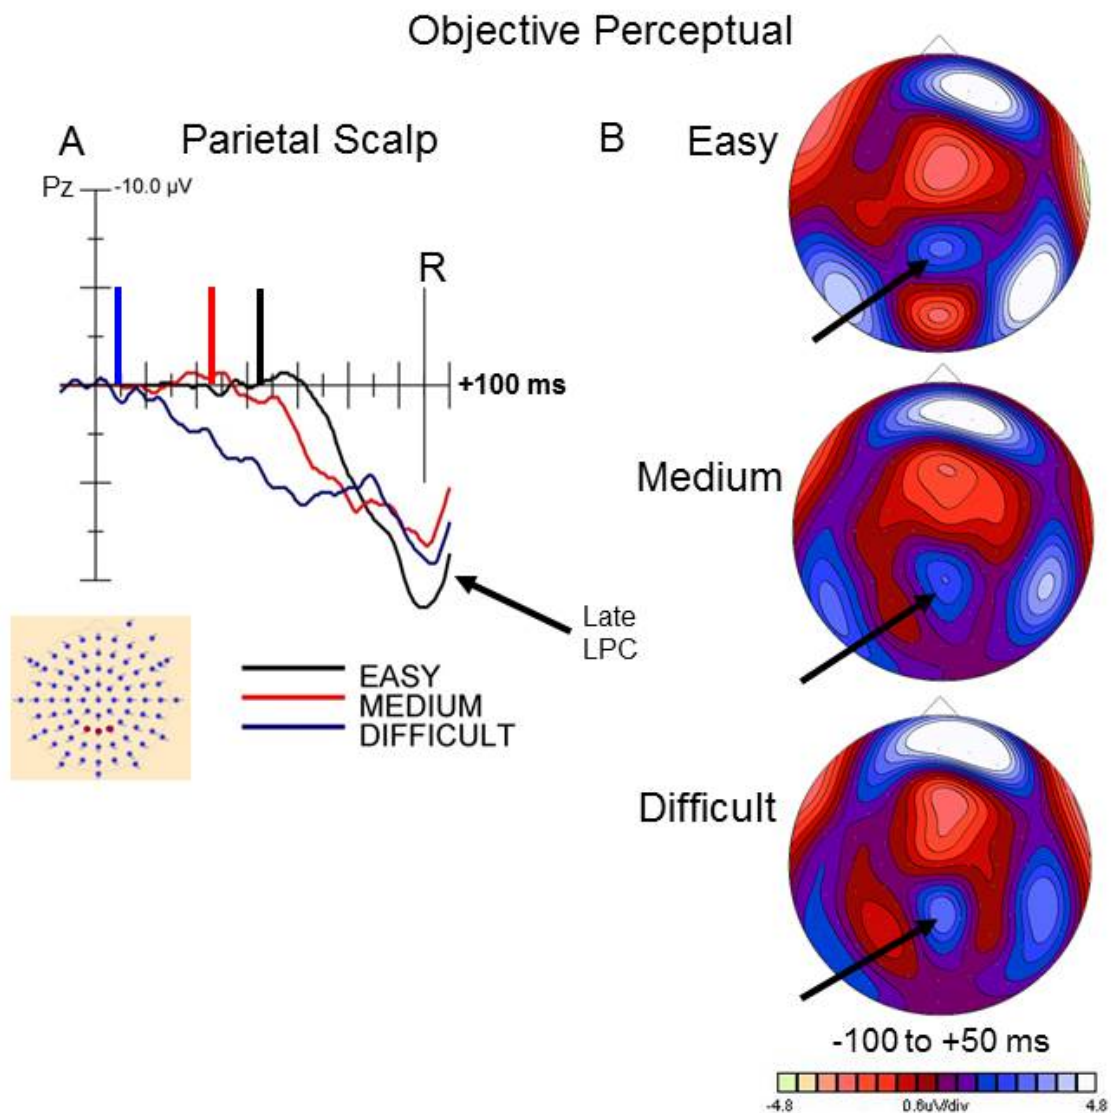 Objective Perceptual
A
Parietal Scalp
B
Easy
Pz
-10.0 µV
R
+100 ms
Medium
Late
LPC
EASY
MEDIUM
DIFFICULT
Difficult
-100 to +50 ms
-4.8
0.6uV/div
4.8